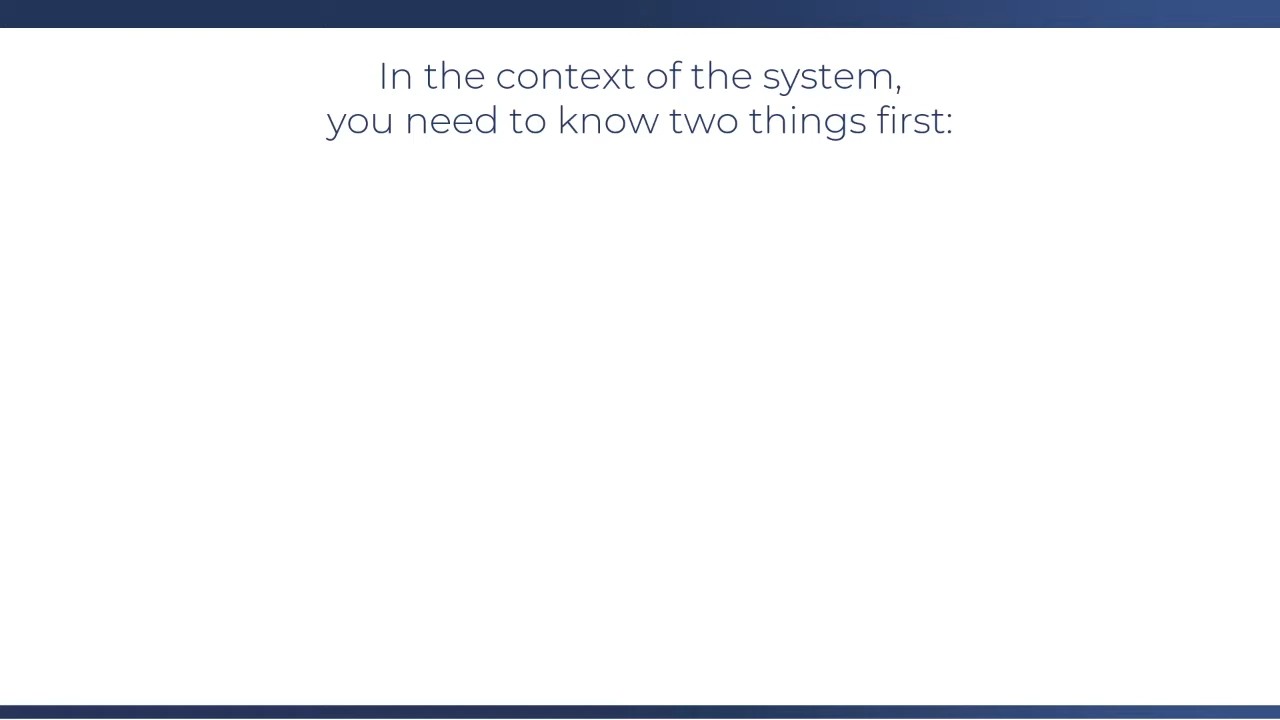 In the context of the system,
you need to know two things first: